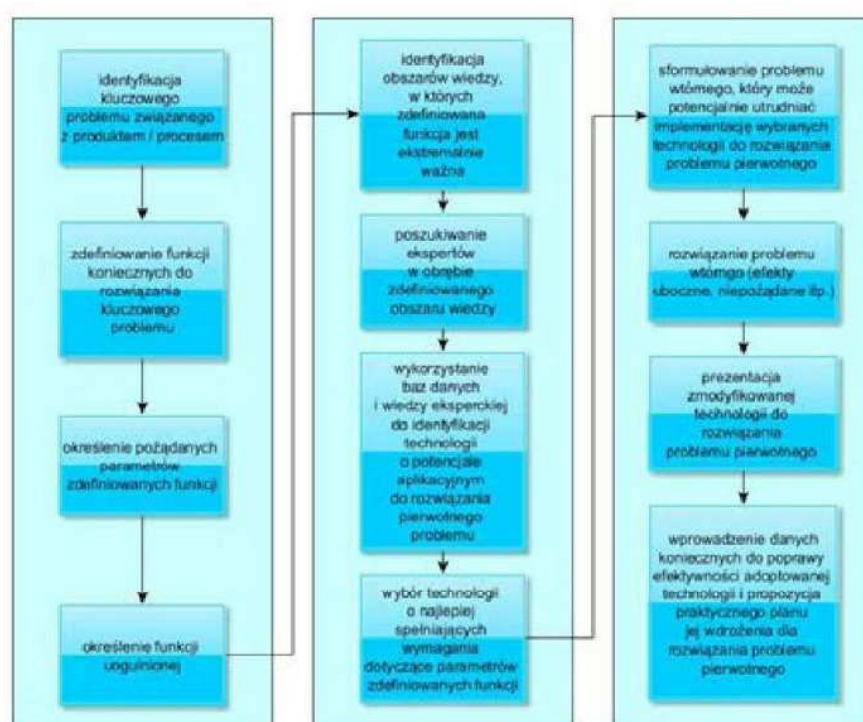 identyfikacja
kluczowego
problemu związanego
z produktem / procesem
zdefiniowanie funkcji
koniecznych do
rozwiązania
kluczowego
problemu
określenie pożądanych
parametrów
zdefiniowanych funkcji
określenie funkcji
uogulnionej
identyfikacja
obszarów wiedzy,
w których
zdefiniowana
funkcja jest
ekstremalnie
ważna
poszukiwanie
ekspertów
w obrębie
zdefiniowanego
obszaru wiedzy
wykorzystanie
baz danych
i wiedzy eksperckiej
do identyfikacji
technologii
o potencjale
aplikacyjnym
do rozwiązania
pierwotnego
problemu
wybór technologii
o najlepiej
spełniających
wymagania
dotyczące parametrów
zdefiniowanych funkcji
sformułowanie problemu
wtórnego, który może
potencjalnie utrudniać
implementację wybranych
technologii do rozwiązania
problemu pierwotnego
rozwiązanie problemu
wtórngo (efekty
uboczne, niepożądane itp.)
prezentacja
zmodyfikowanej
technologii do
rozwiązania
problemu pierwotnego
wprowadzenie danych
koniecznych do poprawy
efektywności adoptowanej
technologii i propozycja
praktycznego planu
jej wdrożenia dla
rozwiązania problemu
pierwotnego